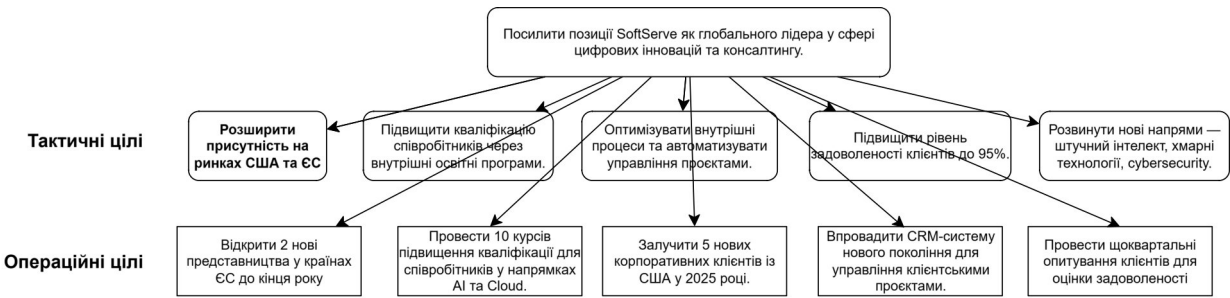 Посилити позиції SoftServe як глобального лідера у сфері
цифрових інновацій та консалтингу.
Тактичні цілі
Розширити
присутність на
ринках США та ЄС
Підвищити кваліфікацію
співробітників через
внутрішні освітні програми.
Оптимізувати внутрішні
процеси та автоматизувати
управління проєктами.
Підвищити рівень
задоволеності клієнтів до 95%.
Розвинути нові напрями —
штучний інтелект, хмарні
технології, cybersecurity.
Операційні цілі
Відкрити 2 нові
представництва у країнах
ЄС до кінця року
Провести 10 курсів
підвищення кваліфікації для
співробітників у напрямках
AI та Cloud.
Залучити 5 нових
корпоративних клієнтів із
США у 2025 році.
Впровадити CRM-систему
нового покоління для
управління клієнтськими
проєктами.
Провести щоквартальні
опитування клієнтів для
оцінки задоволеності